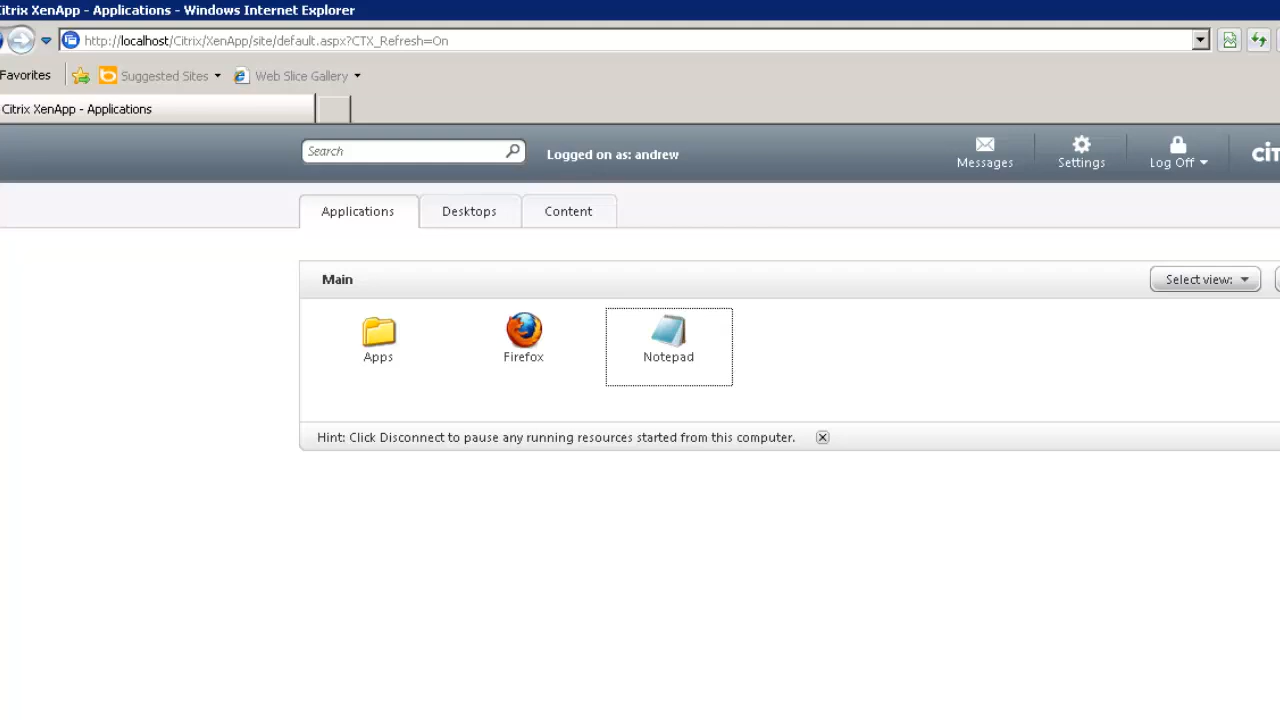 Citrix XenApp - Applications - Windows Internet Explorer
http://localhost/Citrix/XenApp/site/default.aspx?CTX_Refresh=On
Favorites Suggested Sites Web Slice Gallery
Citrix XenApp - Applications
Search Logged on as: andrew Messages Settings Log Off
Applications Desktops Content
Main Select view:
Apps Firefox Notepad
Hint: Click Disconnect to pause any running resources started from this computer.